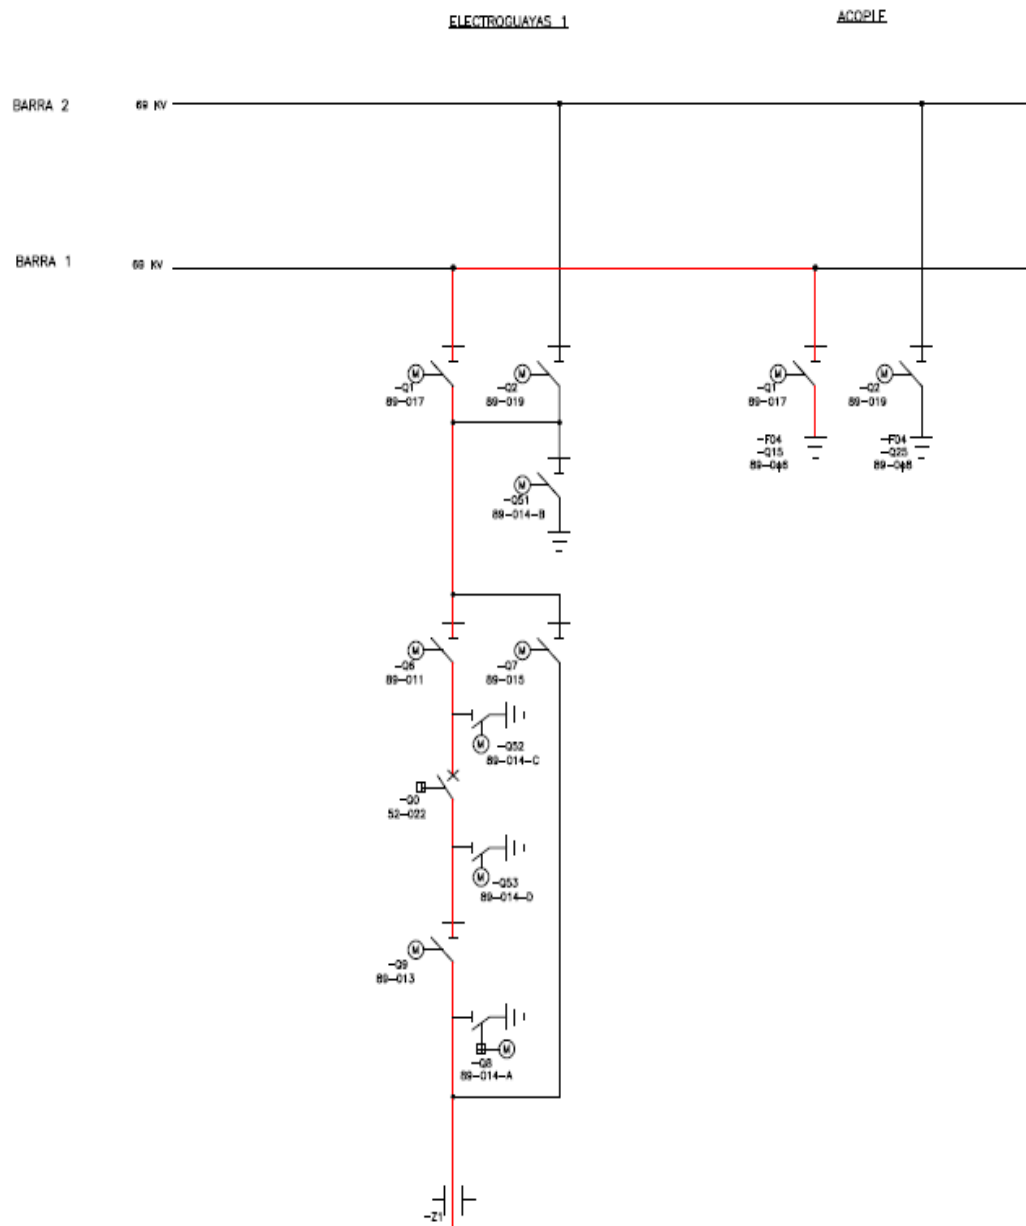 ELECTROGUAYAS 1
ACOPLE
BARRA 2
69 KV
BARRA 1
69 KV
M
-Q1
89-017
M
-Q2
89-019
M
-Q1
89-017
M
-Q2
89-019
-F04
-Q15
-F04
-Q25
M
-Q51
89-014-B
M
-Q6
89-011
M
-Q7
89-015
M
-Q52
89-014-C
-Q0
52-022
M
-Q53
89-014-D
M
-Q9
89-013
M
-Q8
89-014-A
-Z1